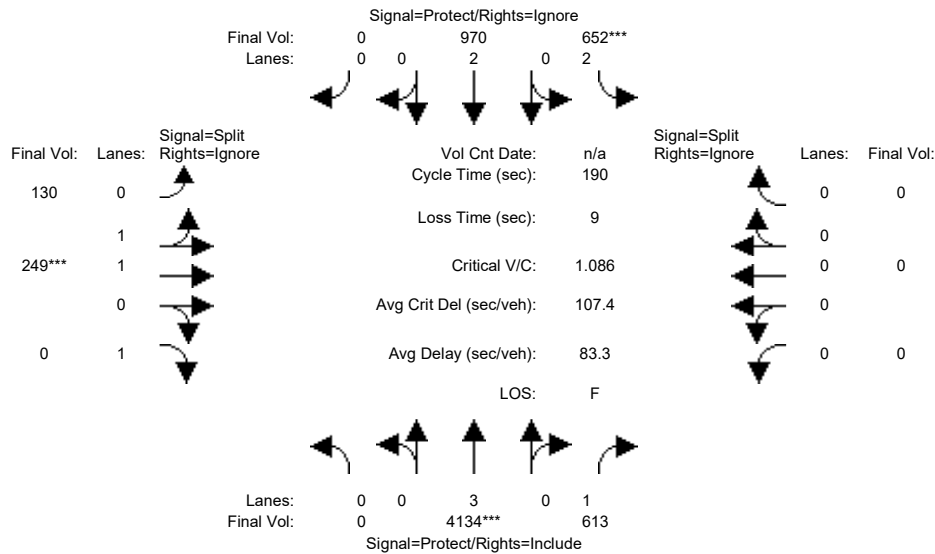 Signal=Protect/Rights=Ignore
Final Vol: 0 970 652***
Lanes: 0 0 2 0 2
Signal=Split
Final Vol: Lanes: Rights=Ignore
Vol Cnt Date: n/a
Signal=Split
Rights=Ignore Lanes: Final Vol:
Cycle Time (sec): 190
130 0
0 0
Loss Time (sec): 9
1
0
249*** 1
Critical V/C: 1.086
0 0
0
Avg Crit Del (sec/veh): 107.4
0
0 1
Avg Delay (sec/veh): 83.3
0 0
LOS: F
Lanes: 0 0 3 0 1
Final Vol: 0 4134*** 613
Signal=Protect/Rights=Include